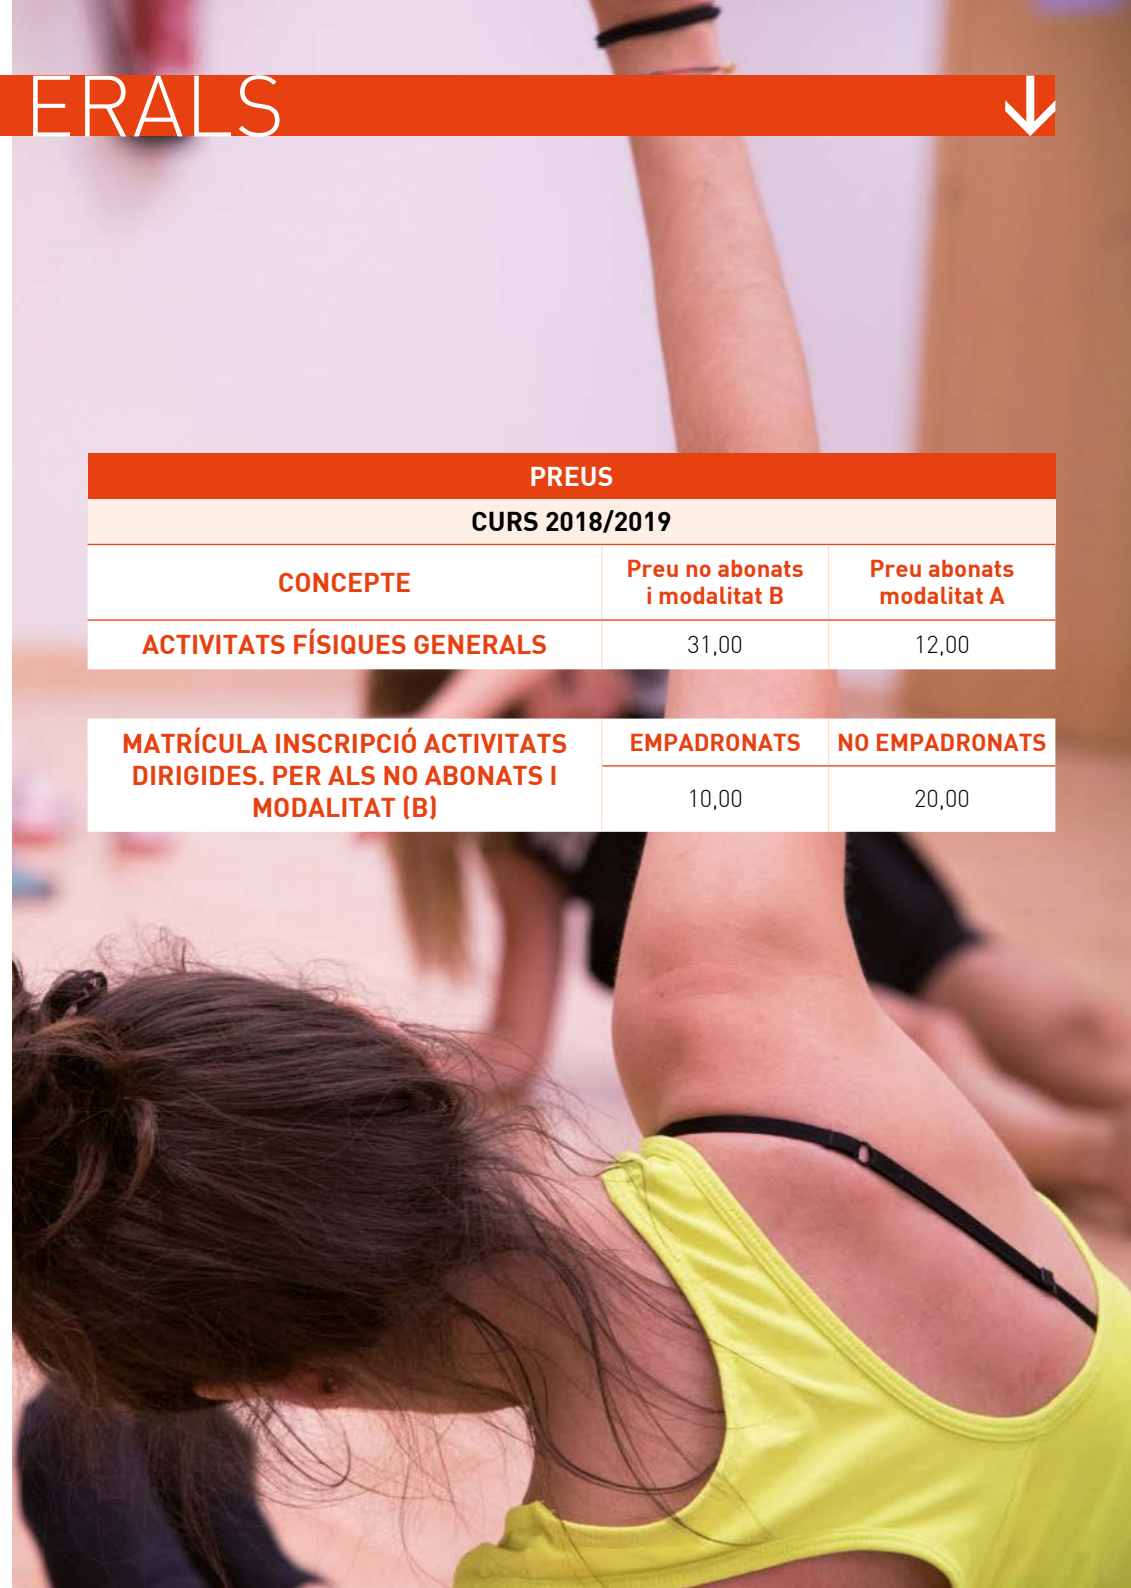 ERALS
PREUS
CURS 2018/2019
CONCEPTE
Preu no abonats
i modalitat B
Preu abonats
modalitat A
ACTIVITATS FÍSIQUES GENERALS
31,00
12,00
MATRÍCULA INSCRIPCIÓ ACTIVITATS
DIRIGIDES. PER ALS NO ABONATS I
MODALITAT (B)
EMPADRONATS
NO EMPADRONATS
10,00
20,00